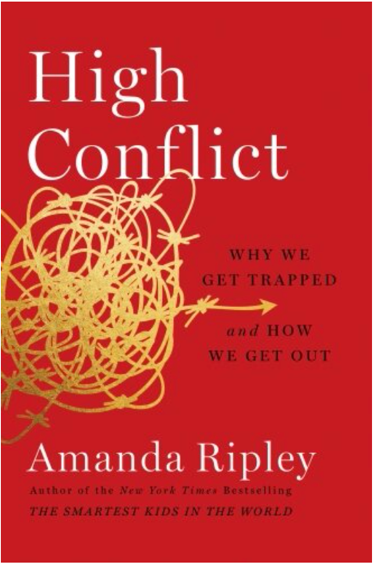 High
Conflict
WHY WE
GET TRAPPED
and HOW
WE GET OUT
Amanda Ripley
Author of the New York Times Bestselling
THE SMARTEST KIDS IN THE WORLD